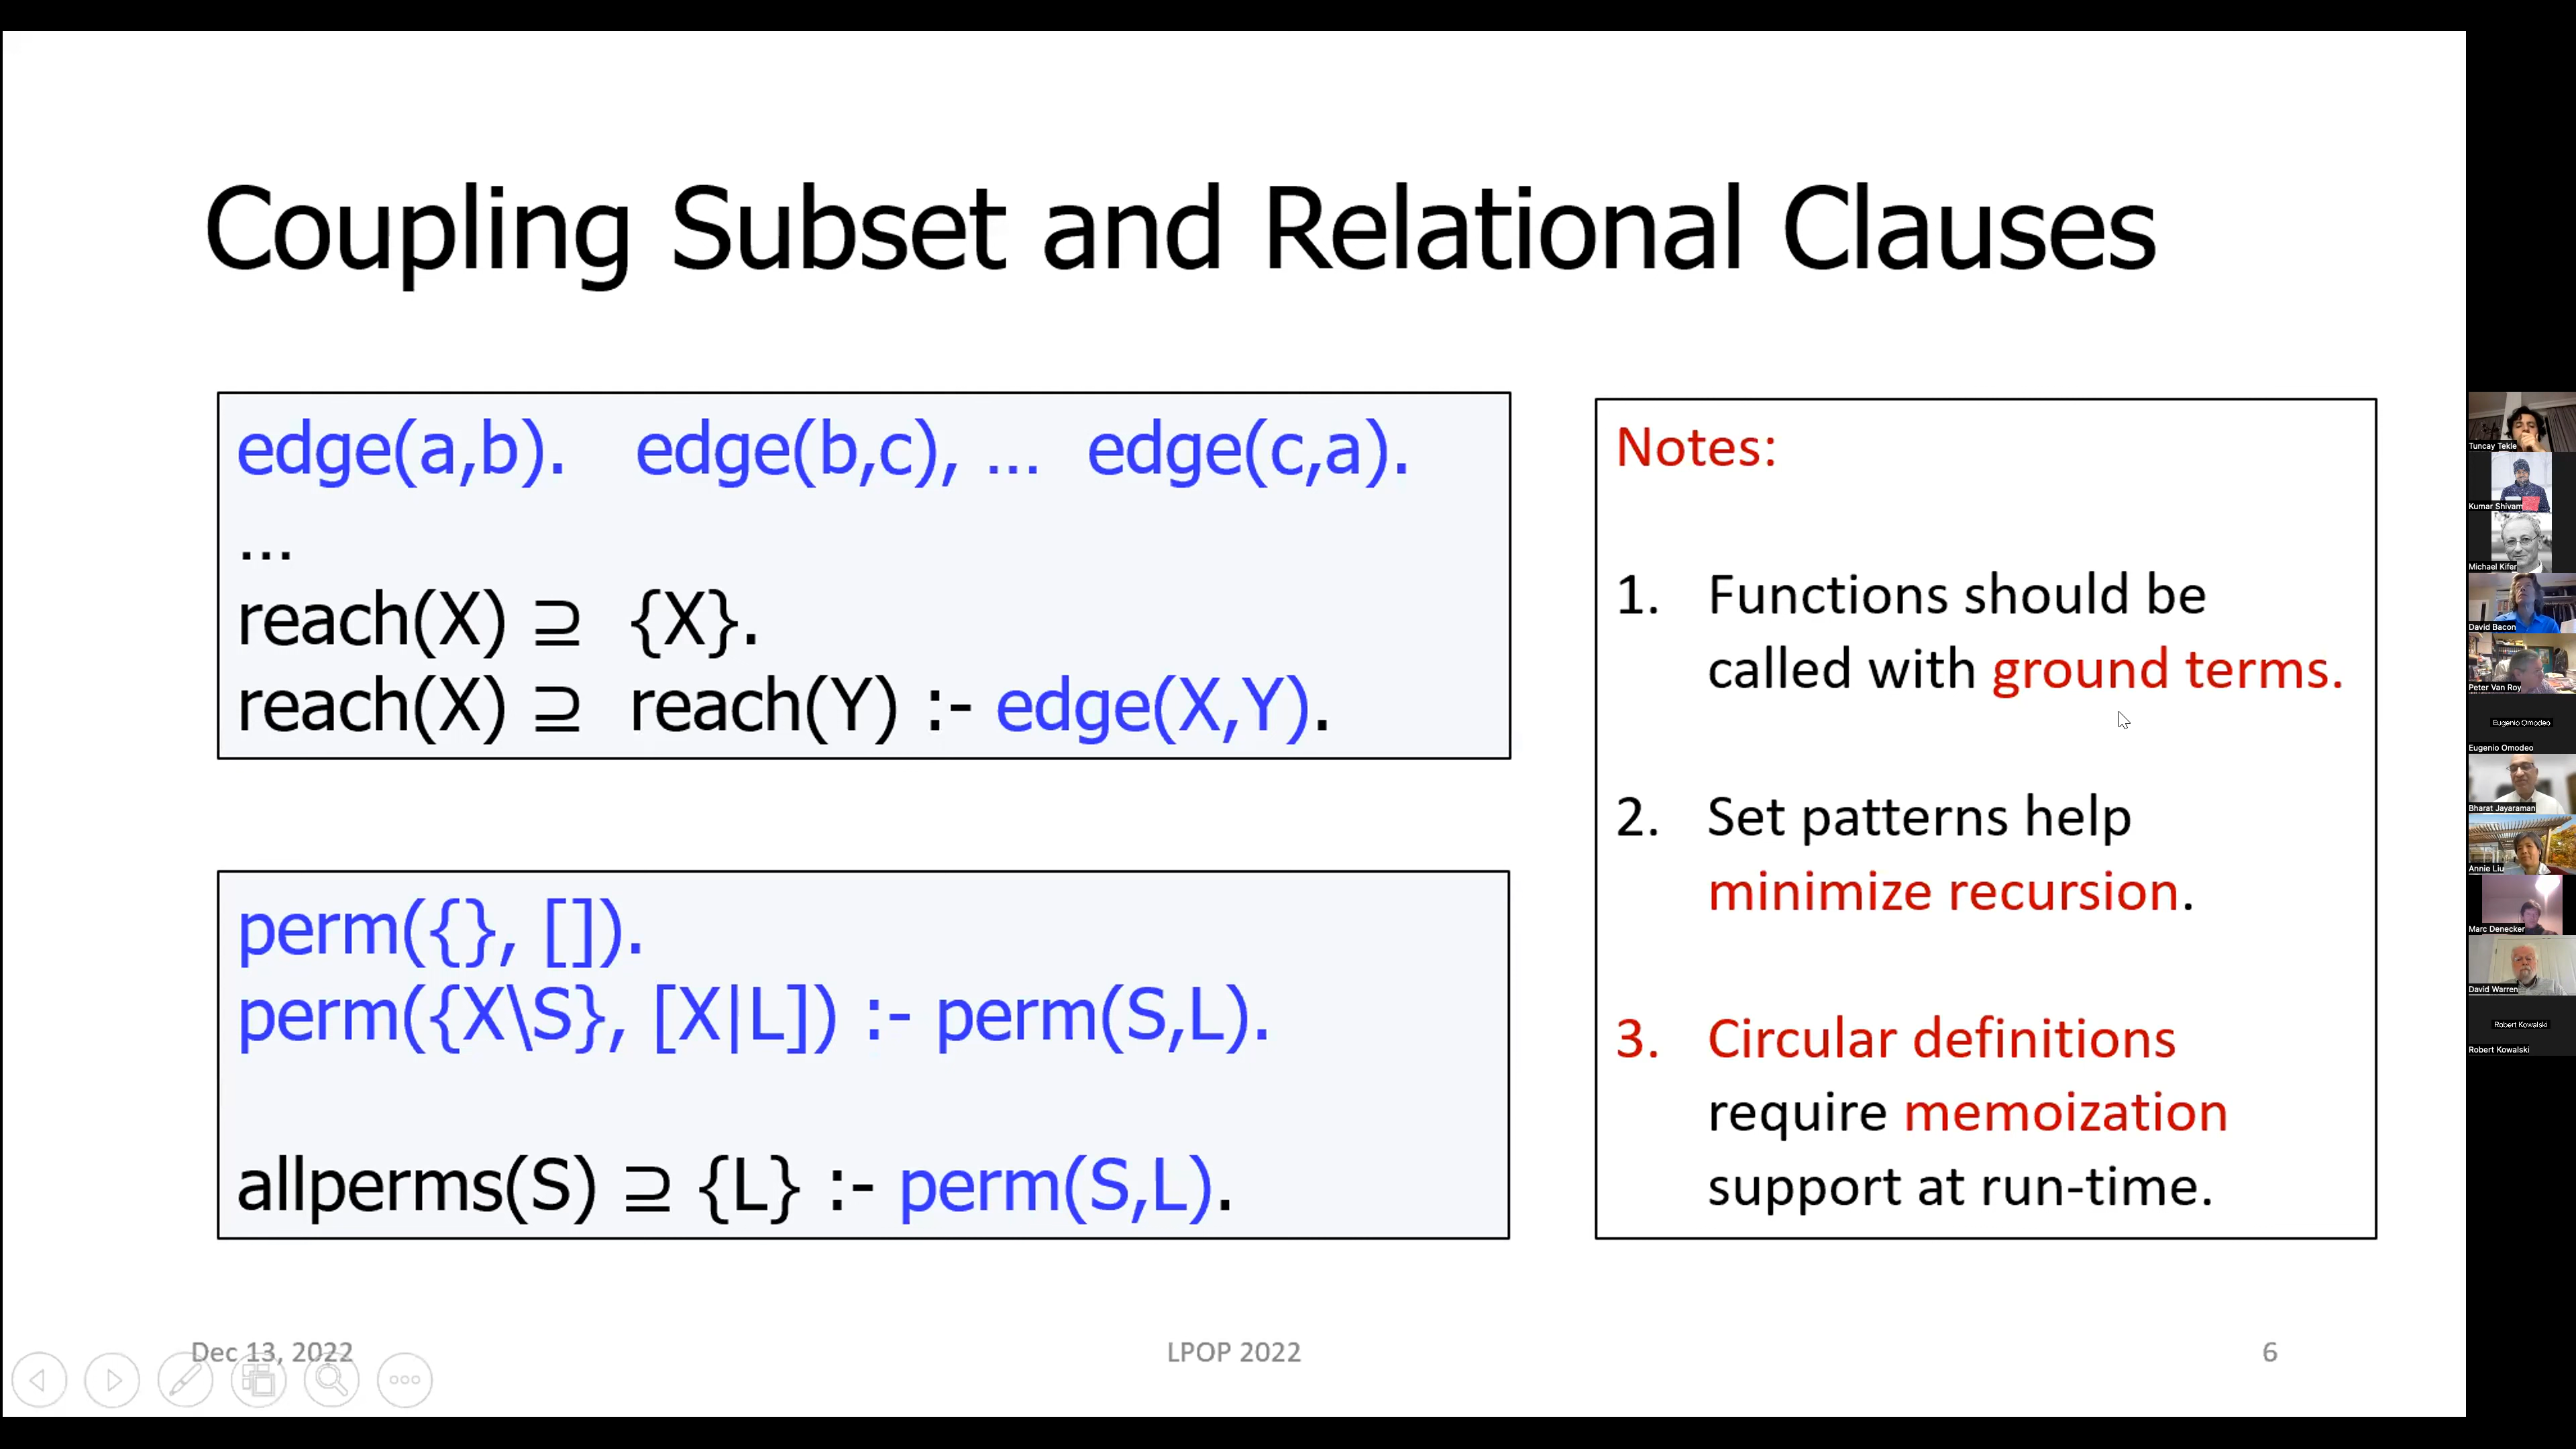 Coupling Subset and Relational Clauses
edge(a,b). edge(b,c), ... edge(c,a).
...
reach(X) ⊇ {X}.
reach(X) ⊇ reach(Y) :- edge(X,Y).
perm({}, []).
perm({X\S}, [X|L]) :- perm(S,L).
allperms(S) ⊇ {L} :- perm(S,L).
Notes:
1. Functions should be
called with ground terms.
2. Set patterns help
minimize recursion.
3. Circular definitions
require memoization
support at run-time.
Dec 13, 2022
LPOP 2022
6
Tuncay Tekle
Kumar Shivam
Michael Kifer
David Bacon
Peter Van Roy
Eugenio Omodeo
Eugenio Omodeo
Bharat Jayaraman
Annie Liu
Marc Denecker
David Warren
Robert Kowalski
Robert Kowalski